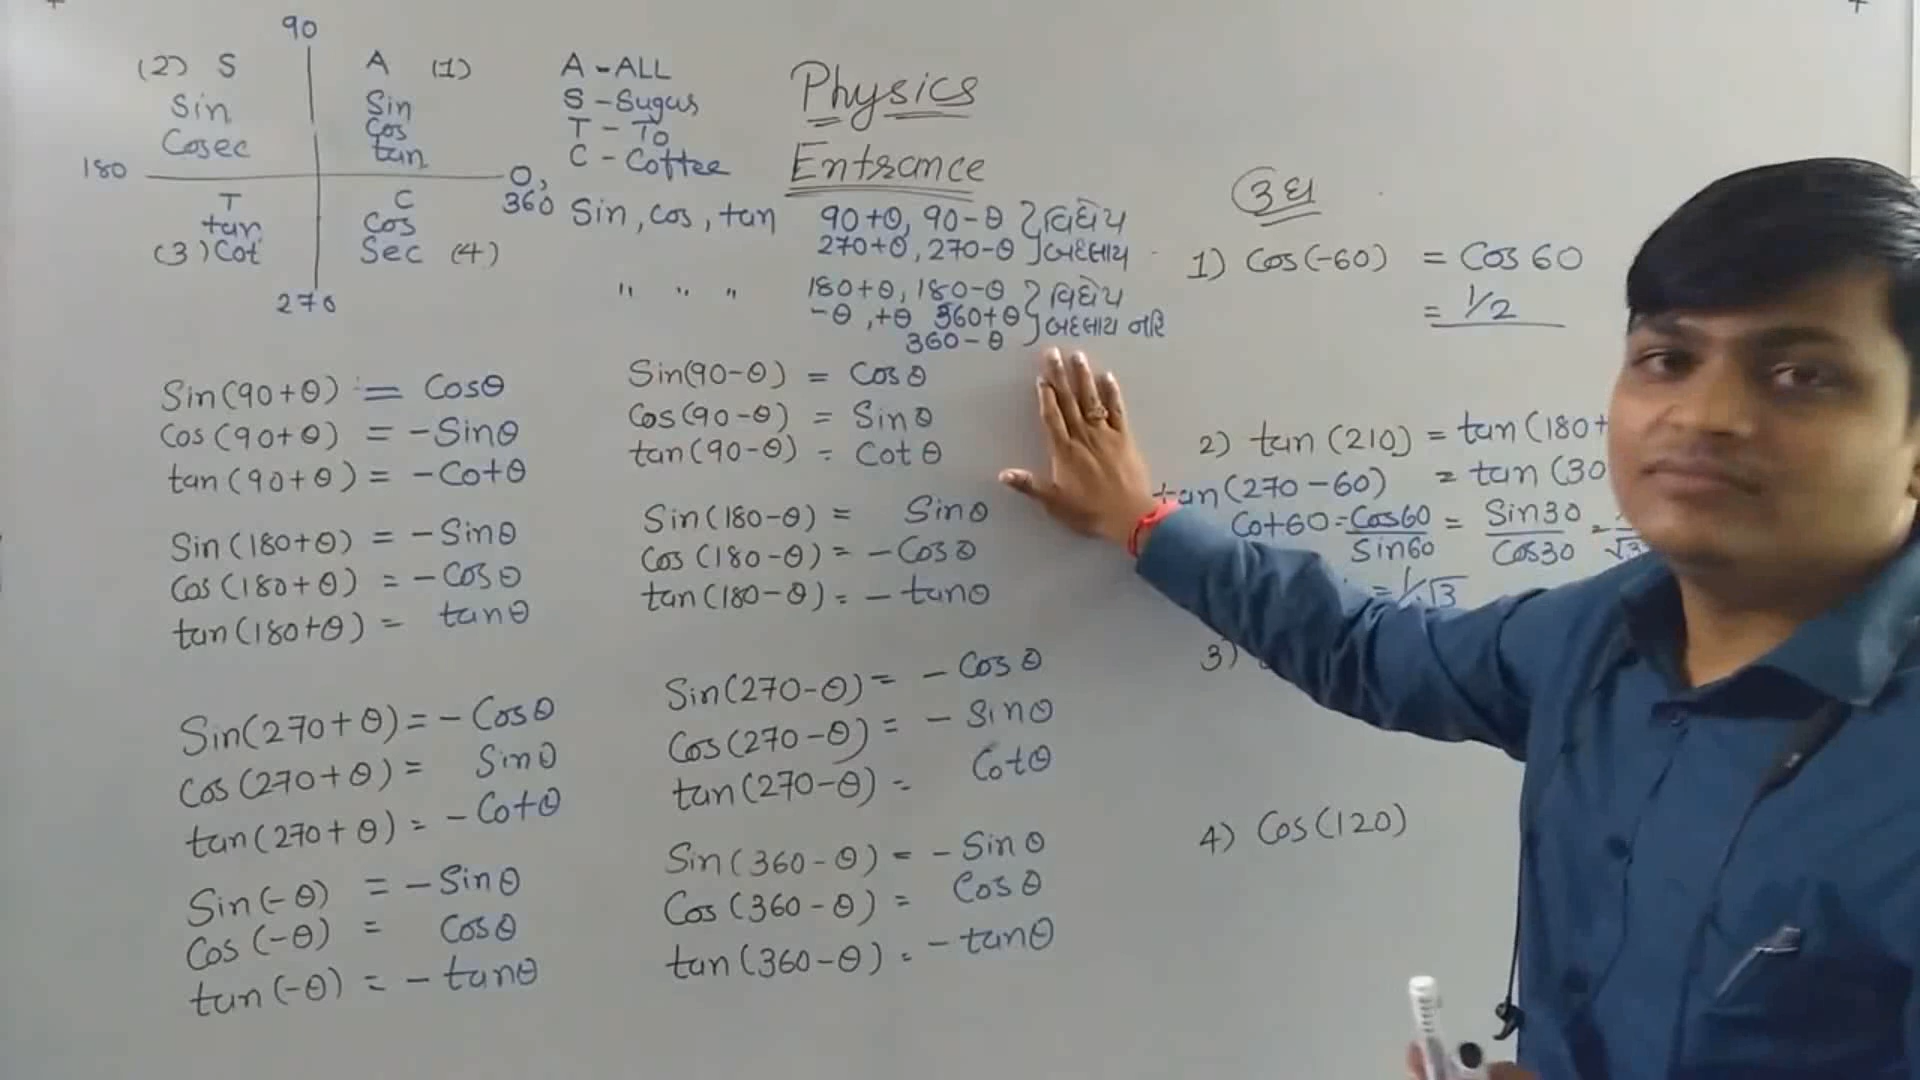 90
(2) S A (1)
Sin Sin
Cosec Cos
tan
180 0,
360
T C
tan Cos
(3) Cot Sec (4)
270
A - ALL
S - Sugar
T - To
C - Coffee
Physics
Entrance
Sin, Cos, tan 90+θ, 90-θ } વિધેય
270+θ, 270-θ } બદલાય
" " " 180+θ, 180-θ } વિધેય
-θ, +θ 360+θ } બદલાય નહિ
360-θ
Sin(90+θ) = Cosθ
Cos(90+θ) = -Sinθ
tan(90+θ) = -Cotθ
Sin(90-θ) = Cosθ
Cos(90-θ) = Sinθ
tan(90-θ) = Cotθ
Sin(180+θ) = -Sinθ
Cos(180+θ) = -Cosθ
tan(180+θ) = tanθ
Sin(180-θ) = Sinθ
Cos(180-θ) = -Cosθ
tan(180-θ) = -tanθ
Sin(270+θ) = -Cosθ
Cos(270+θ) = Sinθ
tan(270+θ) = -Cotθ
Sin(270-θ) = -Cosθ
Cos(270-θ) = -Sinθ
tan(270-θ) = Cotθ
Sin(-θ) = -Sinθ
Cos(-θ) = Cosθ
tan(-θ) = -tanθ
Sin(360-θ) = -Sinθ
Cos(360-θ) = Cosθ
tan(360-θ) = -tanθ
1) Cos(-60) = Cos 60
= 1/2
2) tan(210) = tan(180+
tan(270-60) = tan(30
Cot60 = Cos60/Sin60 = Sin30/Cos30 =
= 1/√3
3)
4) Cos(120)